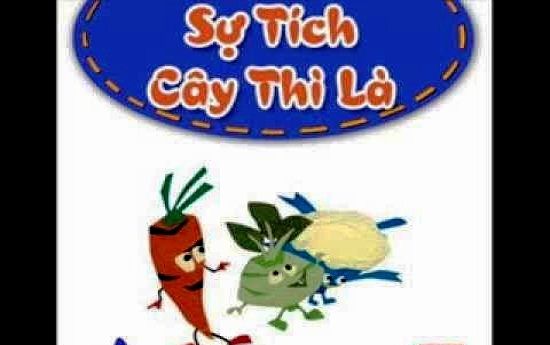 Sự Tích
Cây Thì Là